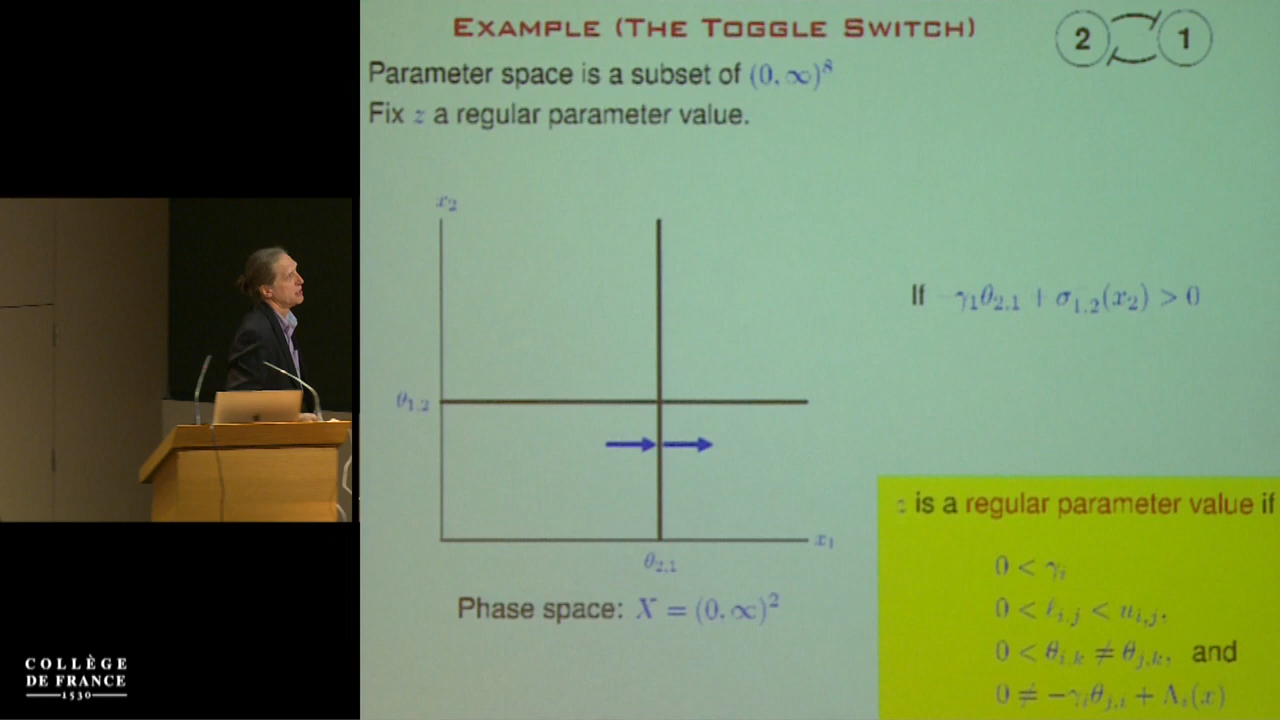 EXAMPLE (THE TOGGLE SWITCH)
2 1
Parameter space is a subset of (0, ∞)⁸
Fix z a regular parameter value.
x₂
If −γ₁θ₂,₁ + σ₁,₂(x₂) > 0
θ₁,₂
x₁
θ₂,₁
Phase space: X = (0, ∞)²
z is a regular parameter value if
0 < γᵢ
0 < ℓᵢ,ⱼ < uᵢ,ⱼ,
0 < θᵢ,ₖ ≠ θⱼ,ₖ, and
0 ≠ −γᵢθⱼ,ᵢ + Λᵢ(x)
COLLÈGE
DE FRANCE
1530